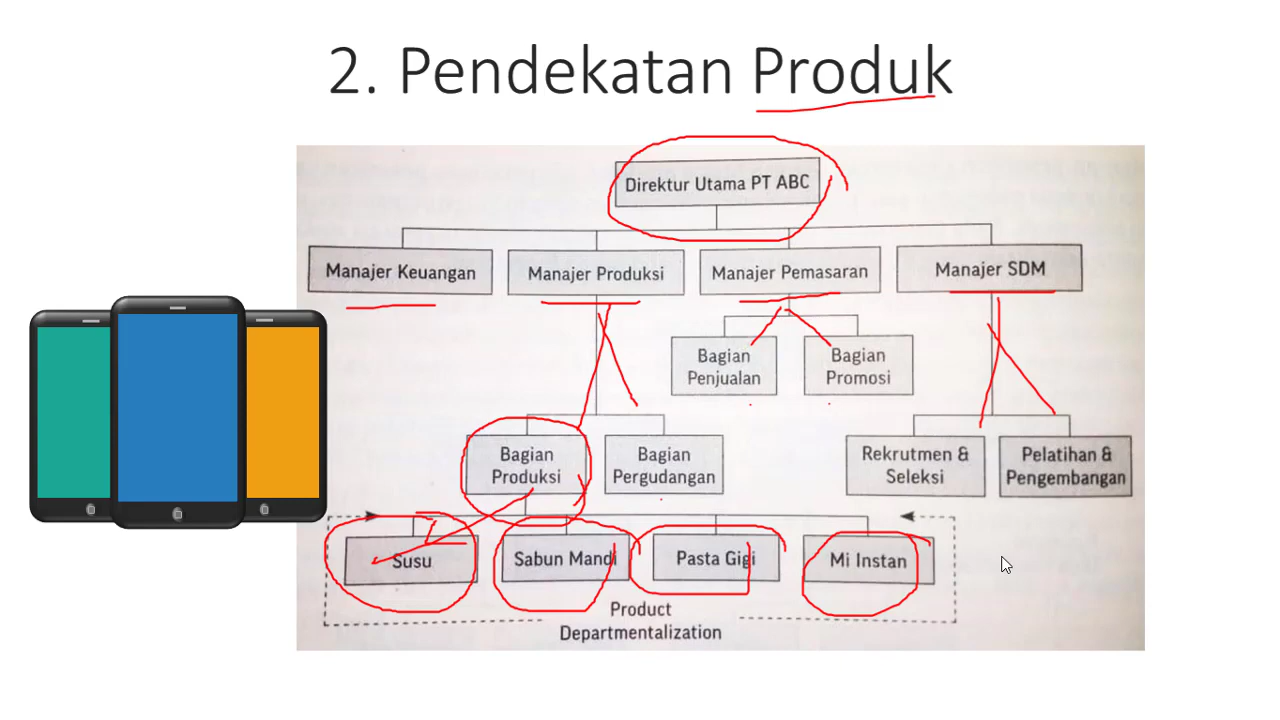 2. Pendekatan Produk
Direktur Utama PT ABC
Manajer Keuangan
Manajer Produksi
Manajer Pemasaran
Manajer SDM
Bagian
Penjualan
Bagian
Promosi
Bagian
Produksi
Bagian
Pergudangan
Rekrutmen &
Seleksi
Pelatihan &
Pengembangan
Susu
Sabun Mandi
Pasta Gigi
Mi Instan
Product
Departmentalization